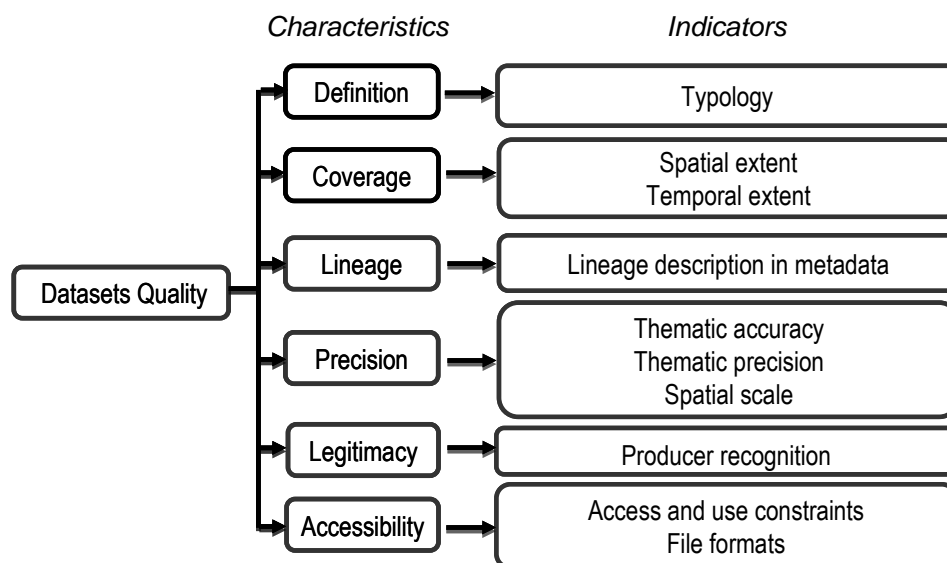 Characteristics
Indicators
Definition
Typology
Coverage
Spatial extent
Temporal extent
Lineage
Lineage description in metadata
Datasets Quality
Precision
Thematic accuracy
Thematic precision
Spatial scale
Legitimacy
Producer recognition
Accessibility
Access and use constraints
File formats